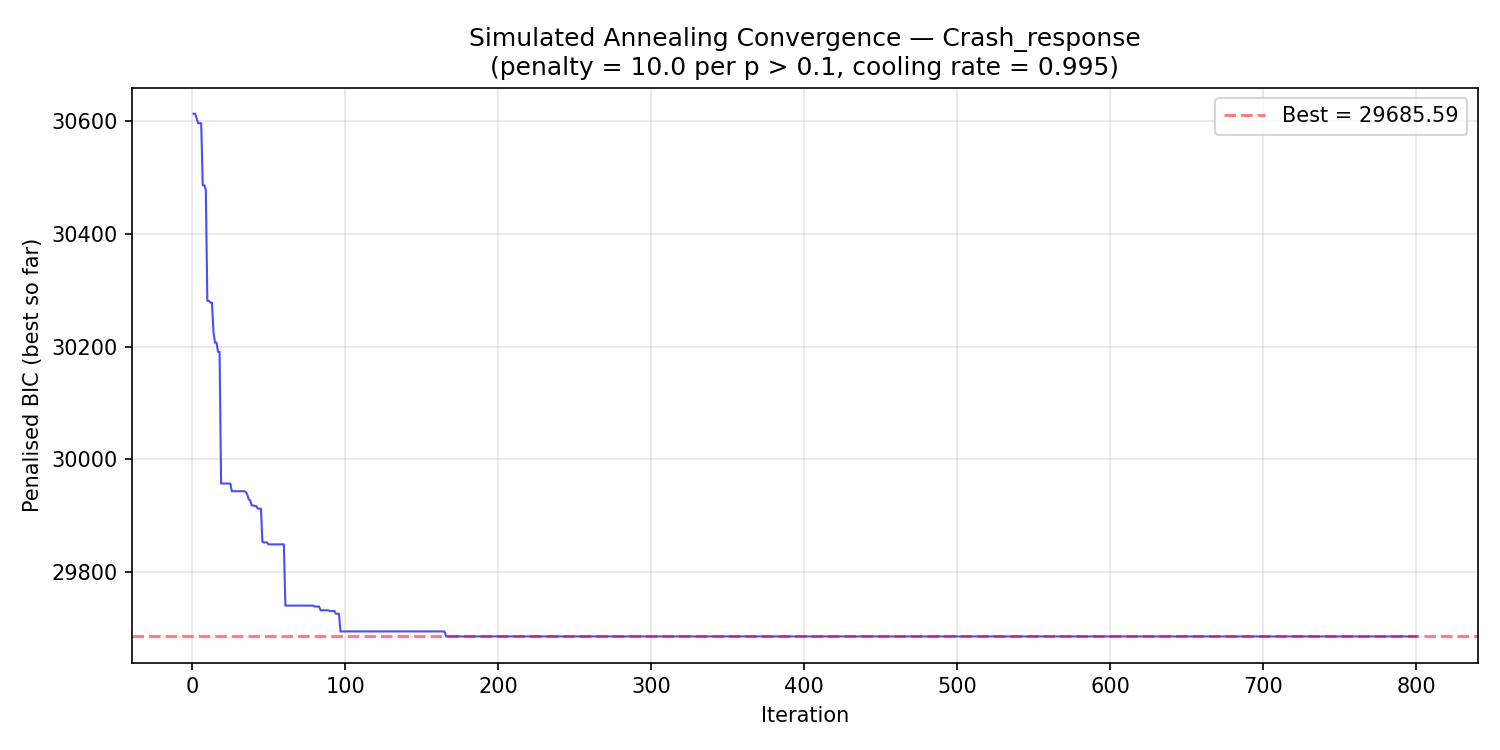 Simulated Annealing Convergence — Crash_response
(penalty = 10.0 per p > 0.1, cooling rate = 0.995)
Best = 29685.59
Penalised BIC (best so far)
30600
30400
30200
30000
29800
0 100 200 300 400 500 600 700 800
Iteration